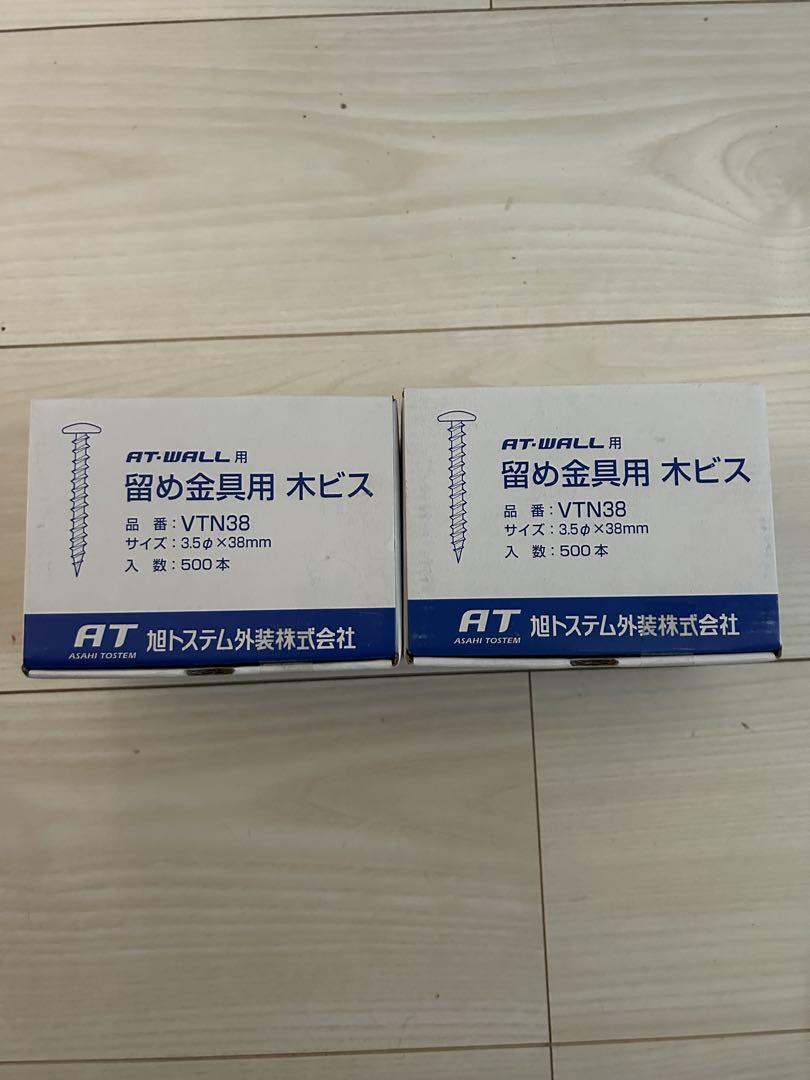 AT-WALL用
留め金具用 木ビス
品 番：VTN38
サイズ：3.5φ×38mm
入 数：500本
AT
ASAHI TOSTEM
旭トステム外装株式会社
AT-WALL用
留め金具用 木ビス
品 番：VTN38
サイズ：3.5φ×38mm
入 数：500本
AT
ASAHI TOSTEM
旭トステム外装株式会社